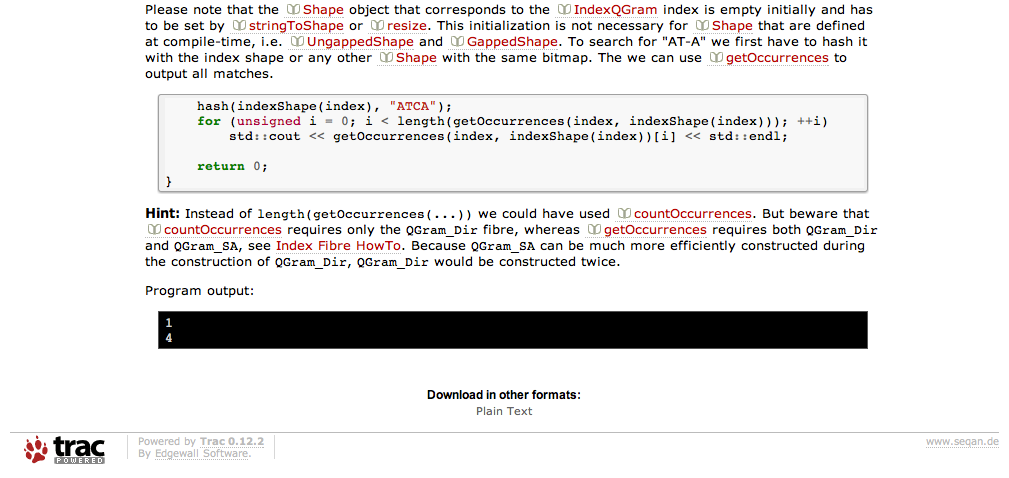 Please note that the Shape object that corresponds to the IndexQGram index is empty initially and has
to be set by stringToShape or resize. This initialization is not necessary for Shape that are defined
at compile-time, i.e. UngappedShape and GappedShape. To search for "AT-A" we first have to hash it
with the index shape or any other Shape with the same bitmap. The we can use getOccurrences to
output all matches.
hash(indexShape(index), "ATCA");
for (unsigned i = 0; i < length(getOccurrences(index, indexShape(index))); ++i)
std::cout << getOccurrences(index, indexShape(index))[i] << std::endl;
return 0;
}
Hint: Instead of length(getOccurrences(...)) we could have used countOccurrences. But beware that
countOccurrences requires only the QGram_Dir fibre, whereas getOccurrences requires both QGram_Dir
and QGram_SA, see Index Fibre HowTo. Because QGram_SA can be much more efficiently constructed during
the construction of QGram_Dir, QGram_Dir would be constructed twice.
Program output:
1
4
Download in other formats:
Plain Text
trac
POWERED
Powered by Trac 0.12.2
By Edgewall Software.
www.seqan.de